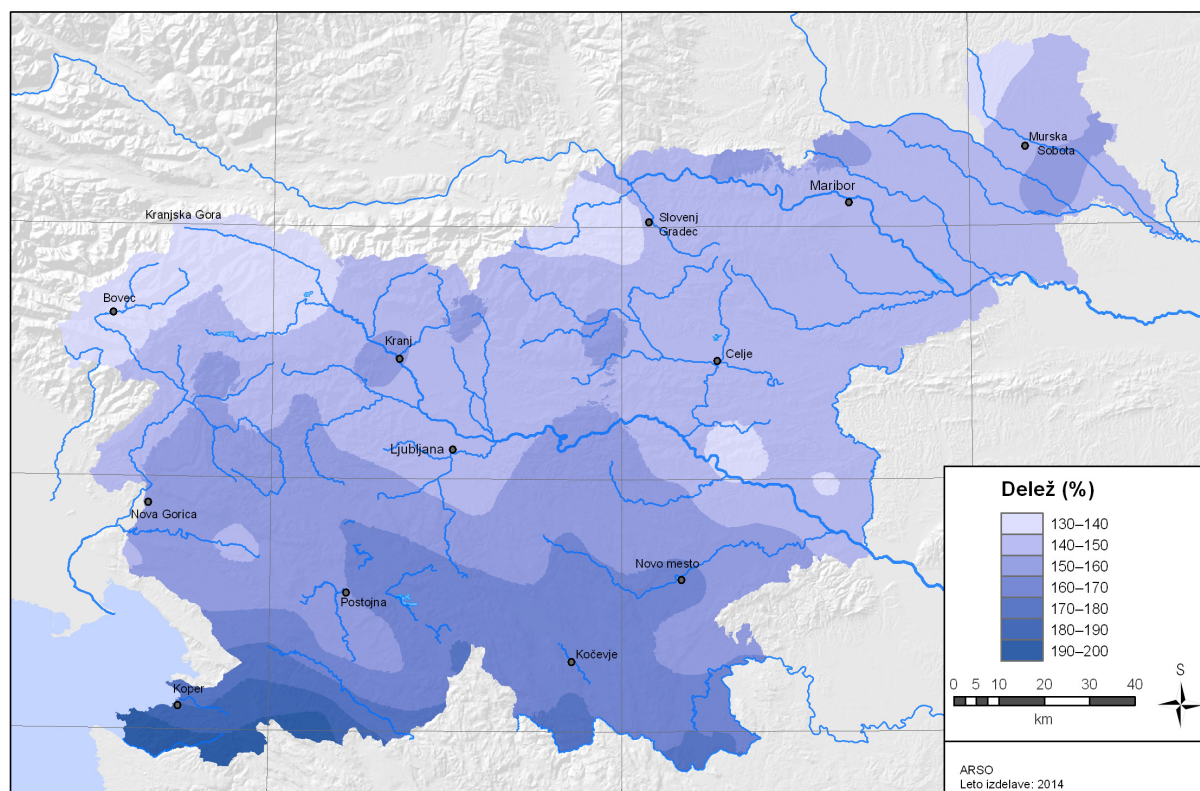 Murska
Sobota
Maribor
Kranjska Gora
Slovenj
Gradec
Bovec
Kranj
Celje
Ljubljana
Nova Gorica
Novo mesto
Postojna
Kočevje
Koper
Delež (%)
130–140
140–150
150–160
160–170
170–180
180–190
190–200
S
0 5 10 20 30 40
km
ARSO
Leto izdelave: 2014